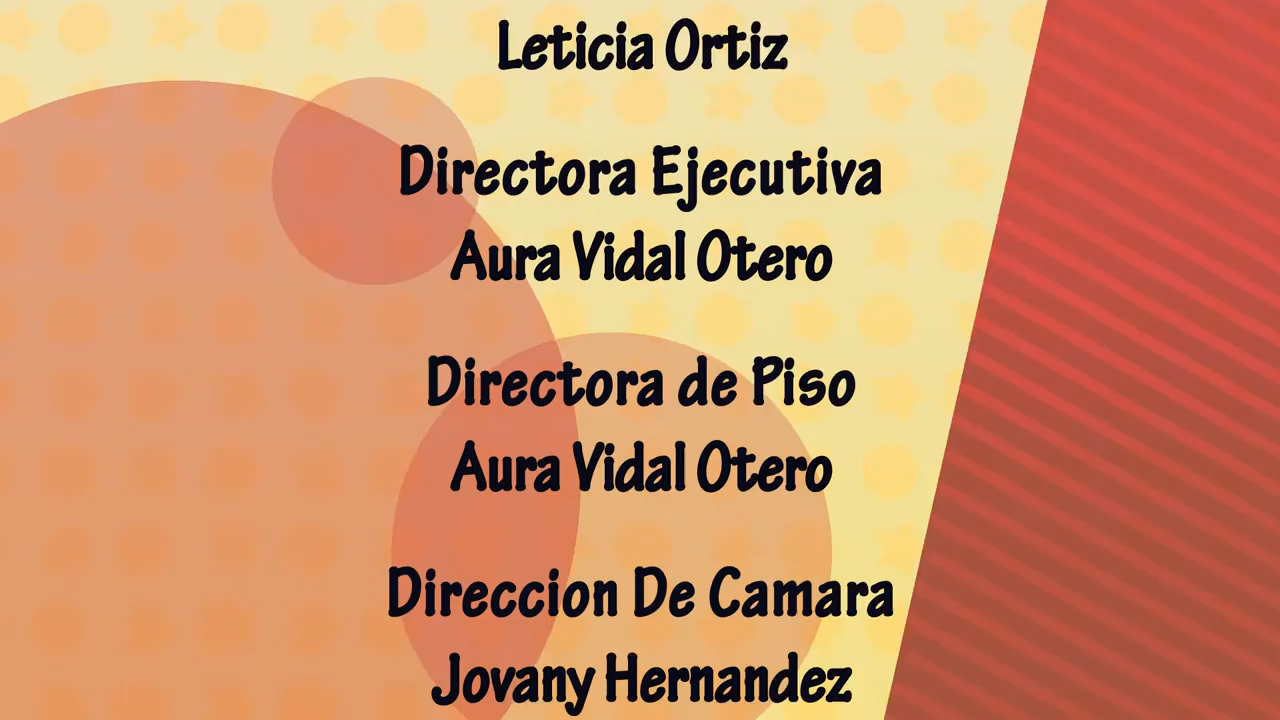 Leticia Ortiz
Directora Ejecutiva
Aura Vidal Otero
Directora de Piso
Aura Vidal Otero
Direccion De Camara
Jovany Hernandez